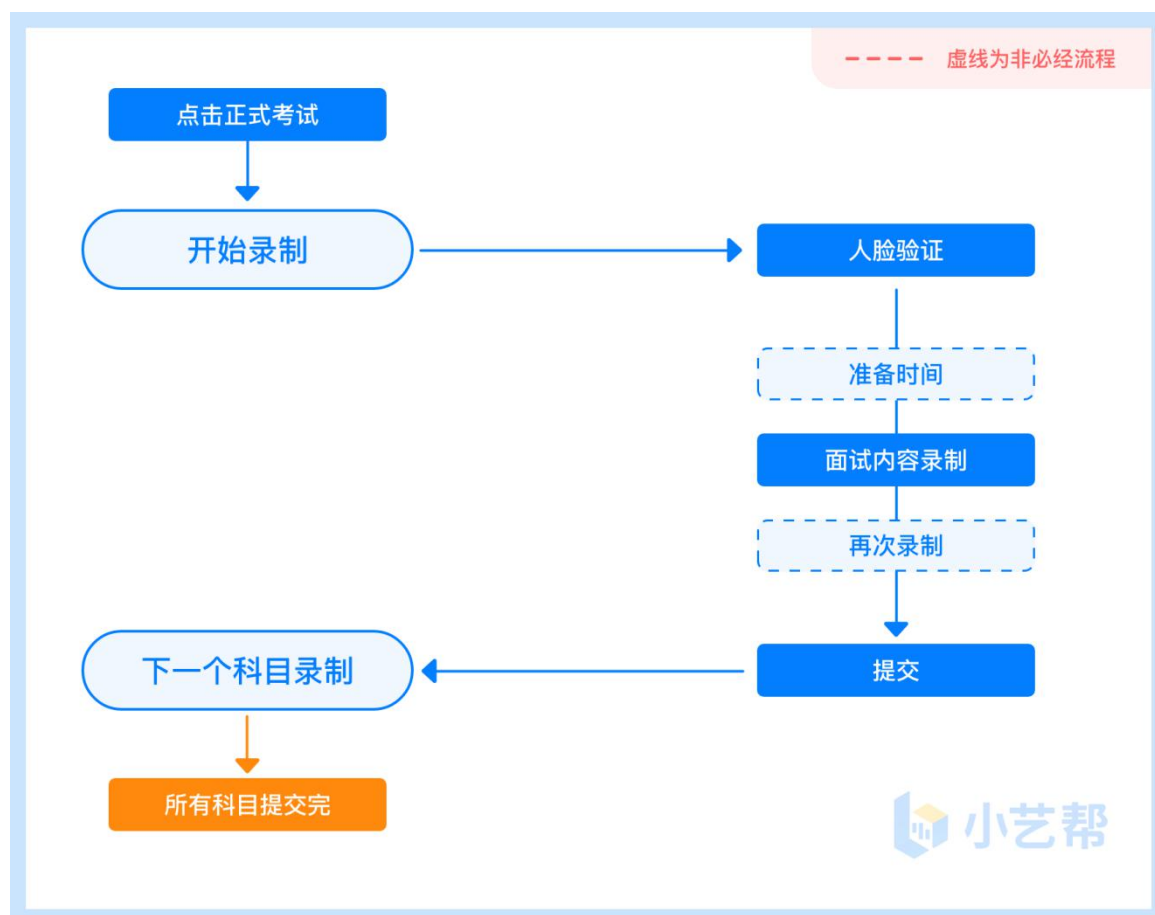 虚线为非必经流程
点击正式考试
开始录制
人脸验证
准备时间
面试内容录制
再次录制
提交
下一个科目录制
所有科目提交完
小艺帮